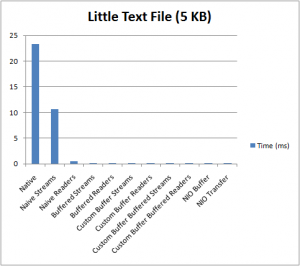 Little Text File (5 KB)
25
20
15
10
5
0
Time (ms)
Native
Naive Streams
Naive Readers
Buffered Streams
Buffered Readers
Custom Buffer Streams
Custom Buffer Readers
Custom Buffer Buffered Streams
Custom Buffer Buffered Readers
NIO Buffer
NIO Transfer